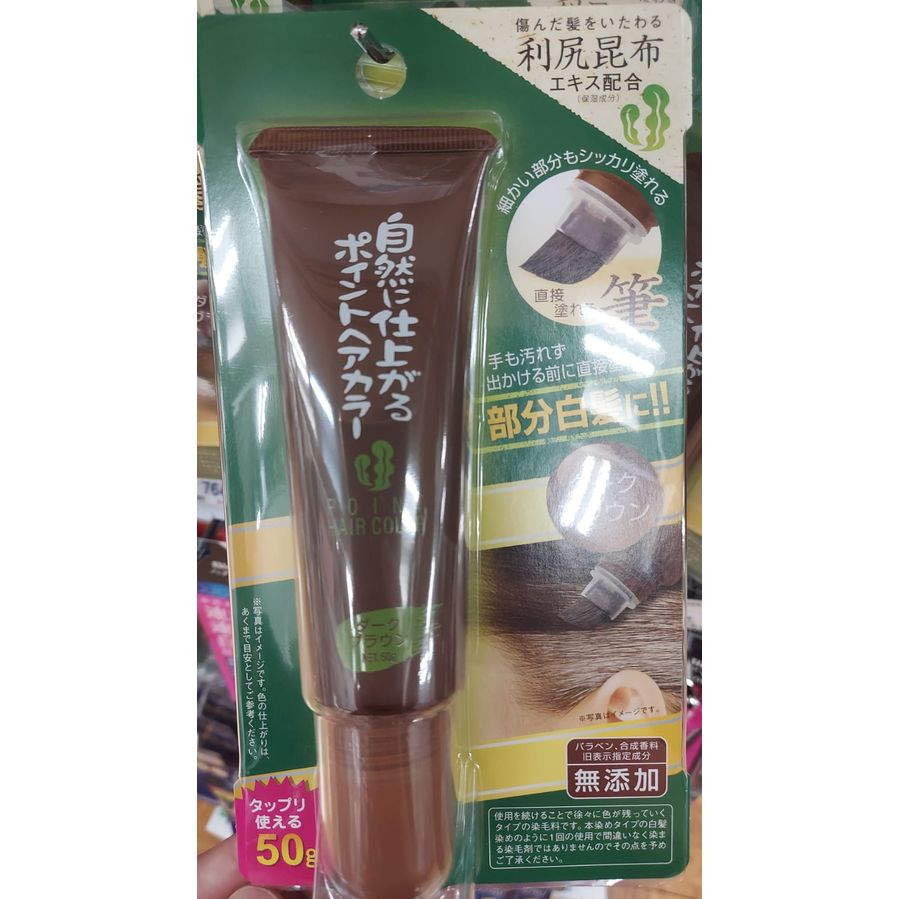 傷んだ髪をいたわる
利尻昆布
エキス配合
(保湿成分)
細かい部分もシッカリ塗れる
直接
塗れる
筆
手も汚れず
出かける前に直接塗
部分白髪に!!
ーク
ウン
自然に仕上がる
ポイントヘアカラー
POINT
HAIR COLOR
ダーク
ブラウン
NET.50g
※写真はイメージです。色の仕上がりは、
あくまで目安としてご参考ください。
※写真はイメージです。
パラベン、合成香料
旧表示指定成分
無添加
タップリ
使える
50g
使用を続けることで徐々に色が残っていく
タイプの染毛料です。本染めタイプの白髪
染めのように1回の使用で間違いなく染ま
る染毛剤ではありませんのでその点を予め
ご了承ください。